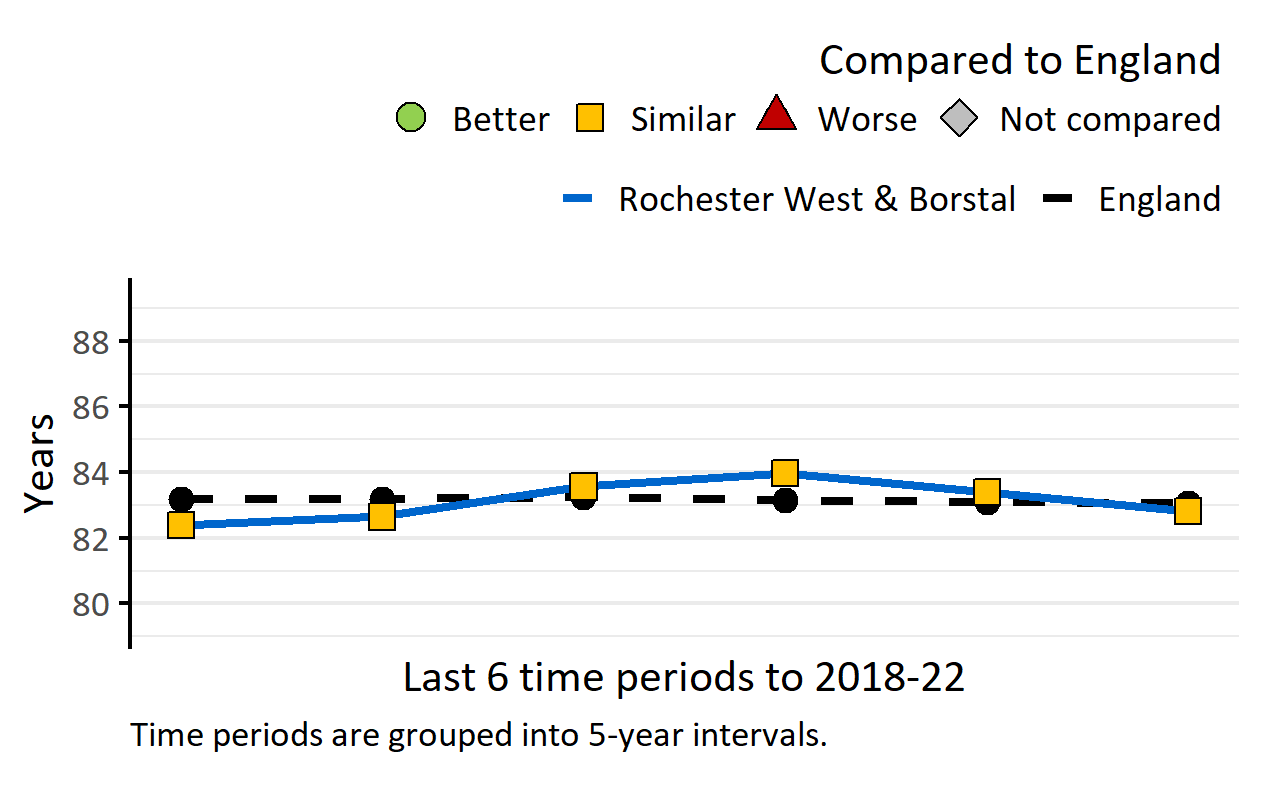 Compared to England
Better Similar Worse Not compared
Rochester West & Borstal England
88
86
84
82
80
Years
Last 6 time periods to 2018-22
Time periods are grouped into 5-year intervals.